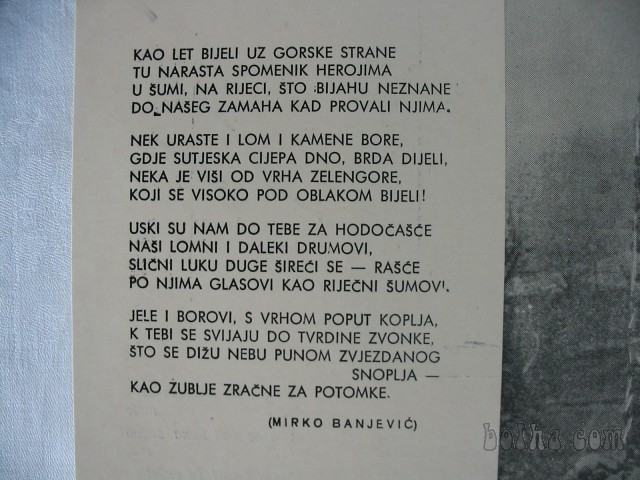 KAO LET BIJELI UZ GORSKE STRANE
TU NARASTA SPOMENIK HEROJIMA
U ŠUMI, NA RIJECI, ŠTO BIJAHU NEZNANE
DO NAŠEG ZAMAHA KAD PROVALI NJIMA.
NEK URASTE I LOM I KAMENE BORE,
GDJE SUTJESKA CIJEPA DNO, BRDA DIJELI,
NEKA JE VIŠI OD VRHA ZELENGORE,
KOJI SE VISOKO POD OBLAKOM BIJELI!
USKI SU NAM DO TEBE ZA HODOČAŠĆE
NAŠI LOMNI I DALEKI DRUMOVI,
SLIČNI LUKU DUGE ŠIREĆI SE — RAŠĆE
PO NJIMA GLASOVI KAO RIJEČNI ŠUMOVI.
JELE I BOROVI, S VRHOM POPUT KOPLJA,
K TEBI SE SVIJAJU DO TVRDINE ZVONKE,
ŠTO SE DIŽU NEBU PUNOM ZVJEZDANOG
SNOPLJA —
KAO ŽUBLJE ZRAČNE ZA POTOMKE.
(MIRKO BANJEVIĆ)
bolha.com